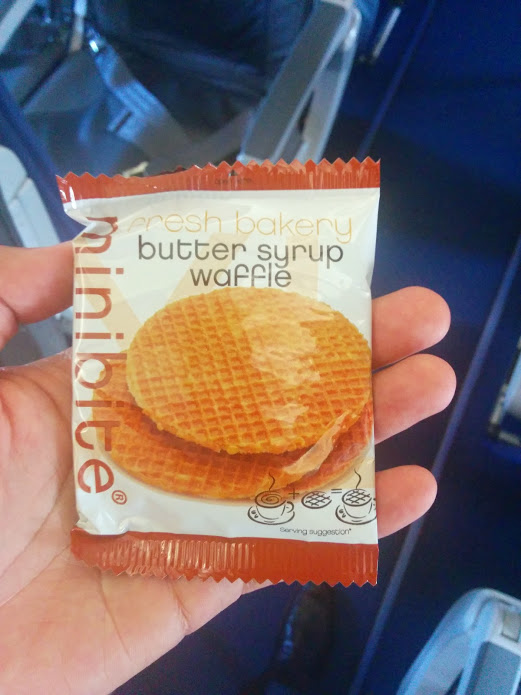 fresh bakery
butter syrup
waffle
minibite®
+ =
Serving suggestion*